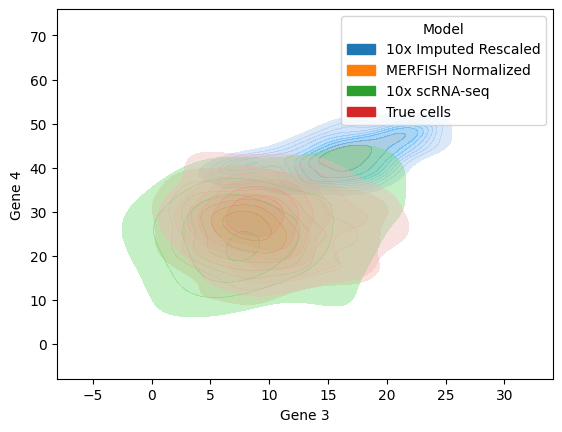 Model
10x Imputed Rescaled
MERFISH Normalized
10x scRNA-seq
True cells
70
60
50
40
30
20
10
0
Gene 4
−5
0
5
10
15
20
25
30
Gene 3